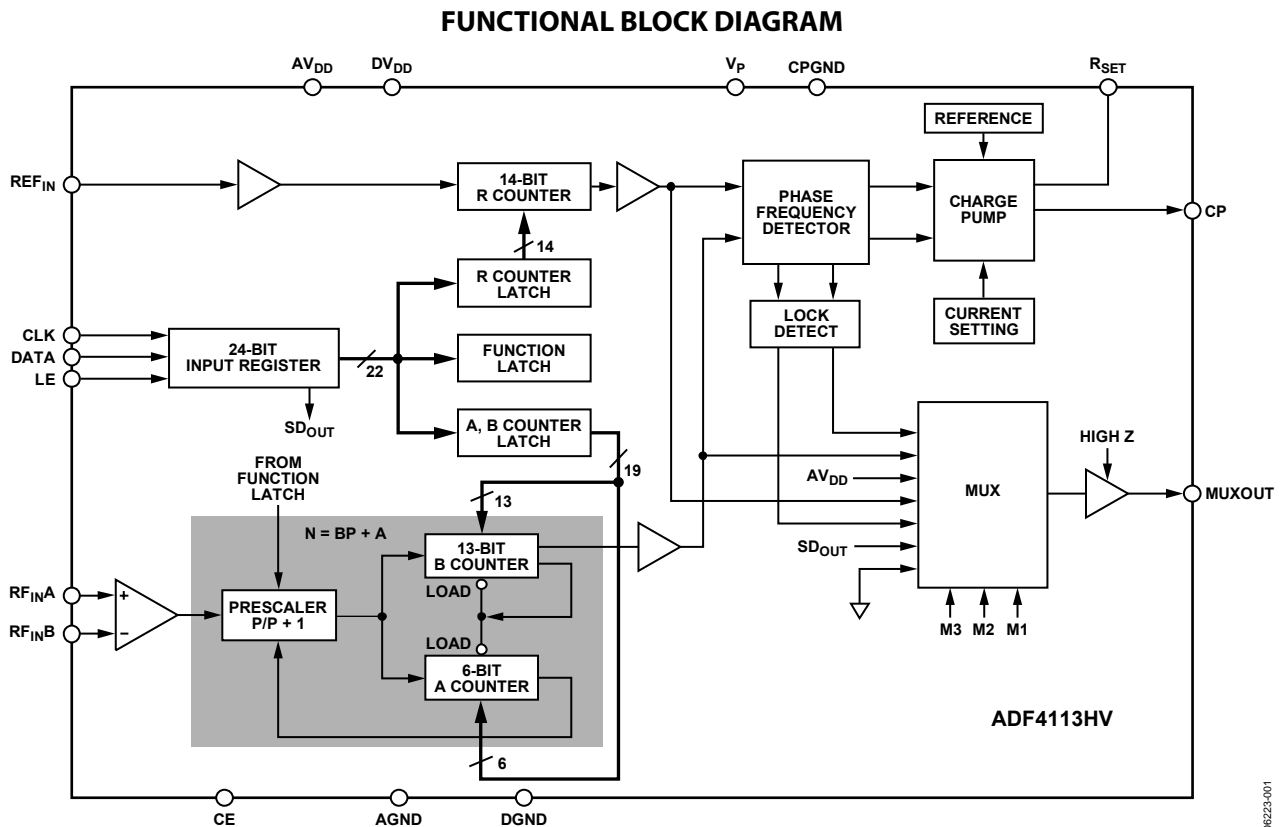 FUNCTIONAL BLOCK DIAGRAM
AVDD
DVDD
VP
CPGND
RSET
REFIN
14-BIT
R COUNTER
PHASE
FREQUENCY
DETECTOR
REFERENCE
CHARGE
PUMP
CP
14
R COUNTER
LATCH
LOCK
DETECT
CURRENT
SETTING
CLK
DATA
LE
24-BIT
INPUT REGISTER
22
FUNCTION
LATCH
SDOUT
A, B COUNTER
LATCH
19
FROM
FUNCTION
LATCH
13
N = BP + A
13-BIT
B COUNTER
LOAD
LOAD
6-BIT
A COUNTER
6
RFINA
RFINB
+
−
PRESCALER
P/P + 1
AVDD
SDOUT
MUX
HIGH Z
MUXOUT
M3
M2
M1
ADF4113HV
CE
AGND
DGND
06223-001